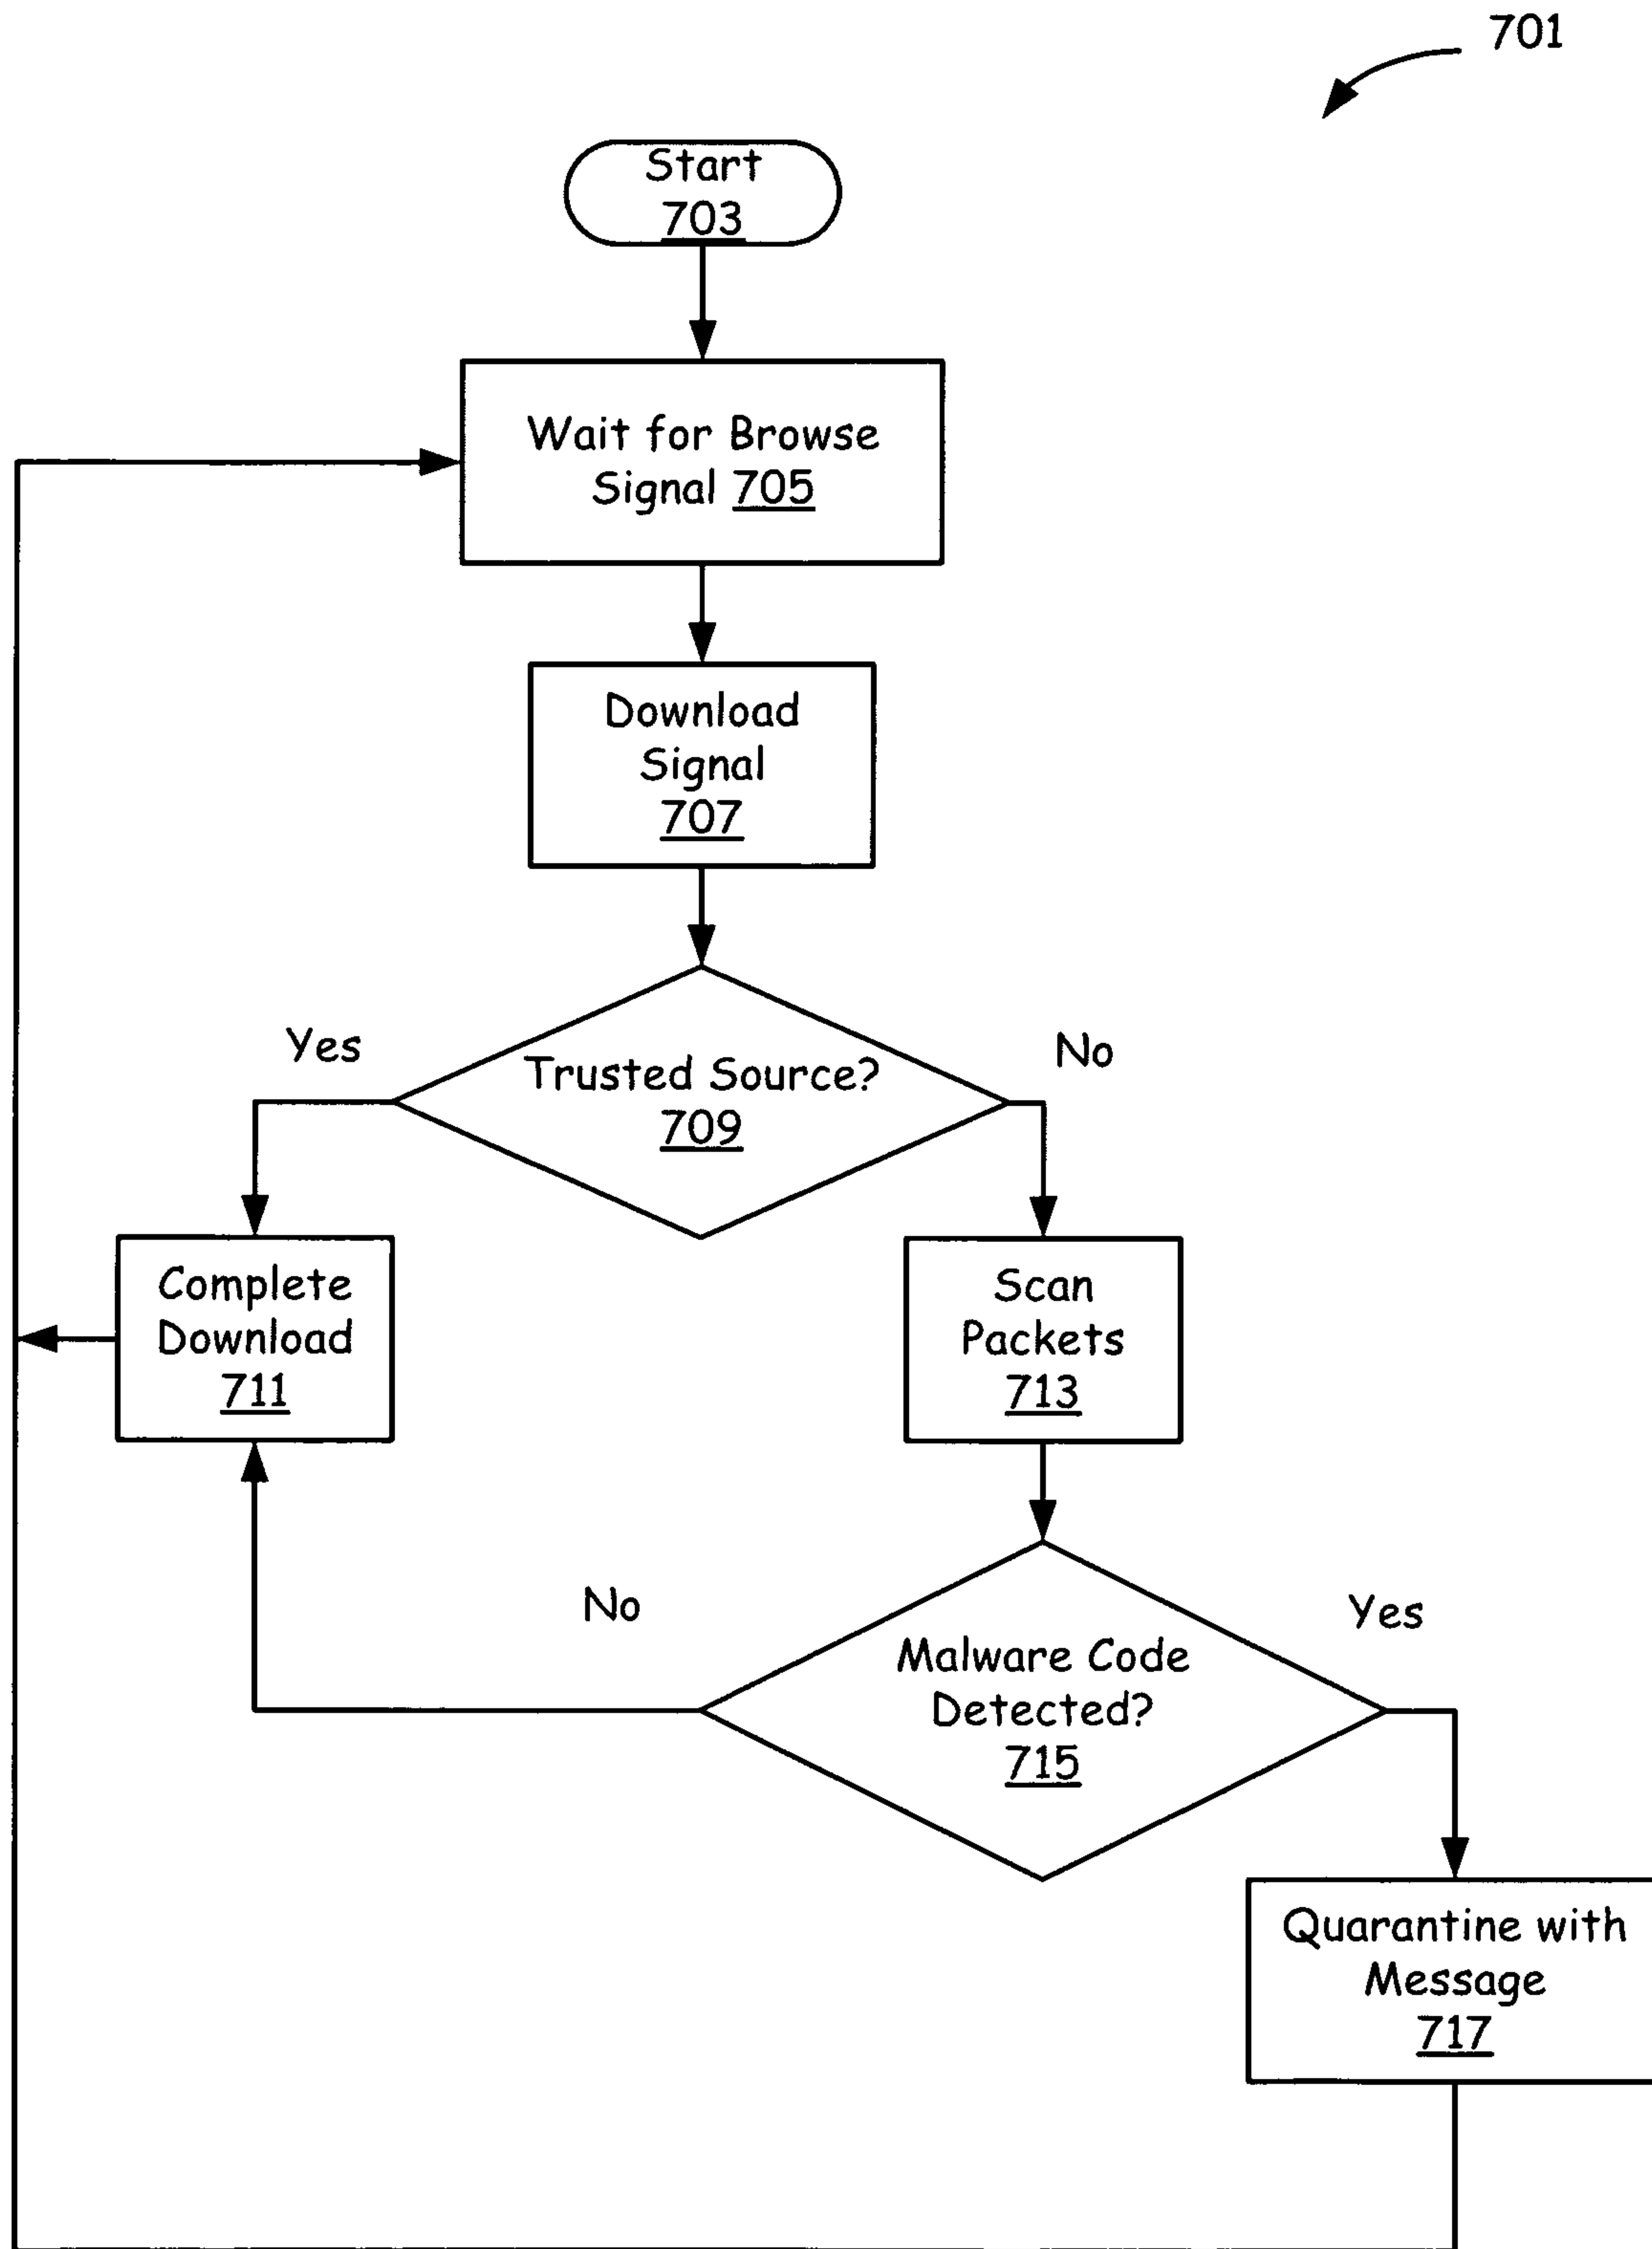 701
Start
703
Wait for Browse
Signal 705
Download
Signal
707
Yes
No
Trusted Source?
709
Complete
Download
711
Scan
Packets
713
No
Yes
Malware Code
Detected?
715
Quarantine with
Message
717